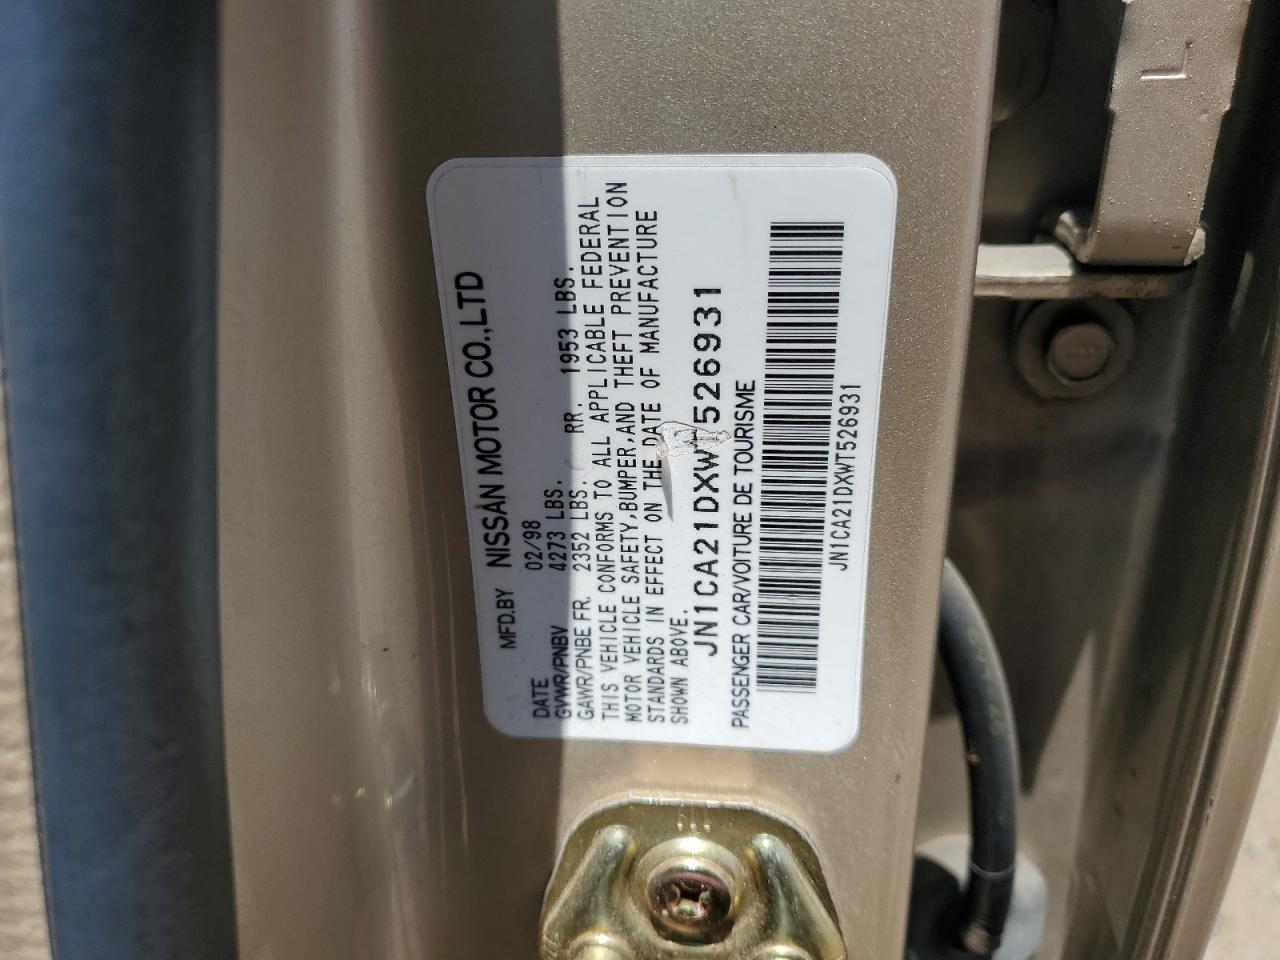 MFD.BY NISSAN MOTOR CO.,LTD
DATE 02/98
GVWR/PNBV 4273 LBS.
GAWR/PNBE FR. 2352 LBS. RR. 1953 LBS.
THIS VEHICLE CONFORMS TO ALL APPLICABLE FEDERAL
MOTOR VEHICLE SAFETY,BUMPER,AND THEFT PREVENTION
STANDARDS IN EFFECT ON THE DATE OF MANUFACTURE
SHOWN ABOVE.
JN1CA21DXWT526931
PASSENGER CAR/VOITURE DE TOURISME
JN1CA21DXWT526931
L